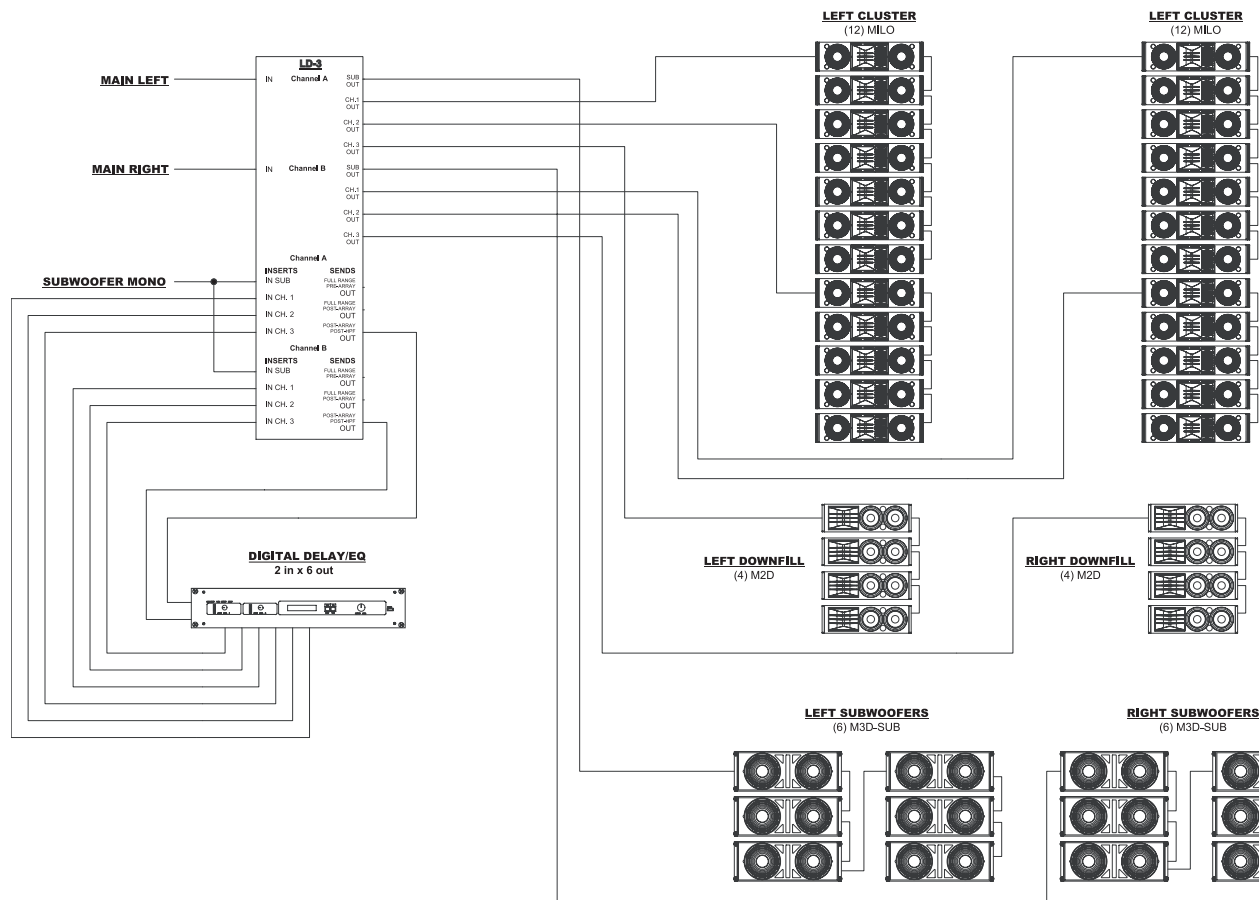 LEFT CLUSTER
(12) MILO
LEFT CLUSTER
(12) MILO
LD-3
MAIN LEFT
IN
Channel A
SUB
OUT
CH.1
OUT
CH. 2
OUT
CH. 3
OUT
MAIN RIGHT
IN
Channel B
SUB
OUT
CH.1
OUT
CH. 2
OUT
CH. 3
OUT
Channel A
INSERTS
SENDS
SUBWOOFER MONO
IN SUB
FULL RANGE
PRE-ARRAY
OUT
IN CH. 1
FULL RANGE
POST-ARRAY
OUT
IN CH. 2
IN CH. 3
POST-ARRAY
POST-HPF
OUT
Channel B
INSERTS
SENDS
IN SUB
FULL RANGE
PRE-ARRAY
OUT
IN CH. 1
FULL RANGE
POST-ARRAY
OUT
IN CH. 2
IN CH. 3
POST-ARRAY
POST-HPF
OUT
DIGITAL DELAY/EQ
2 in x 6 out
LEFT DOWNFILL
(4) M2D
RIGHT DOWNFILL
(4) M2D
LEFT SUBWOOFERS
(6) M3D-SUB
RIGHT SUBWOOFERS
(6) M3D-SUB